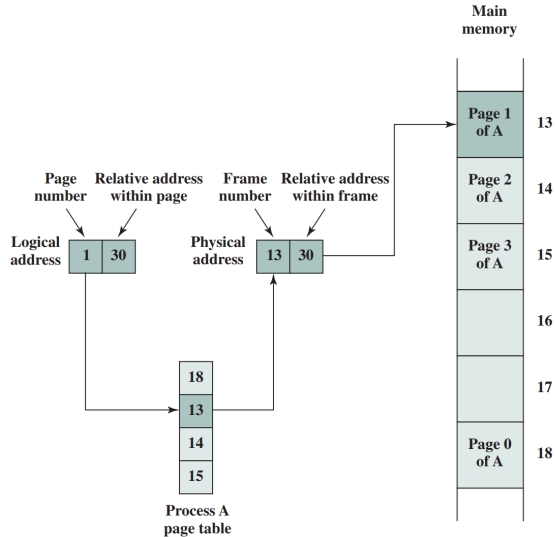 Main
memory
Page 1
of A
13
Page 2
of A
14
Page 3
of A
15
16
17
Page 0
of A
18
Page
number
Relative address
within page
Frame
number
Relative address
within frame
Logical
address
1 30
Physical
address
13 30
18
13
14
15
Process A
page table